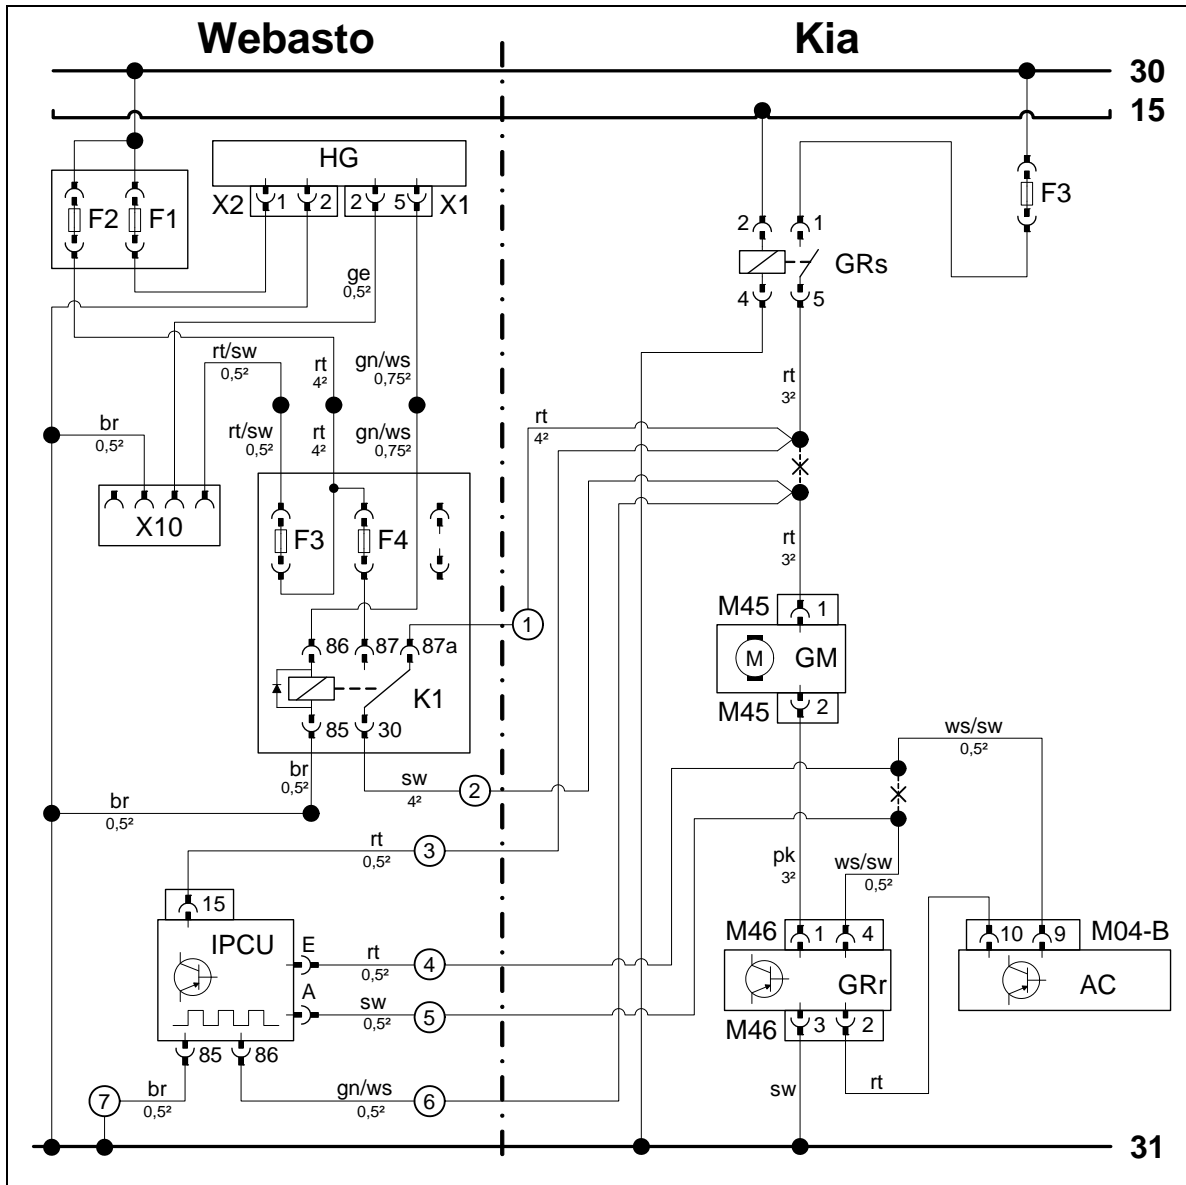 Webasto
Kia
30
15
HG
X2
1
2
2
5
X1
F2
F1
F3
2
1
GRs
4
5
ge
0,5²
rt/sw
0,5²
rt
4²
gn/ws
0,75²
rt
3²
br
0,5²
rt/sw
0,5²
rt
4²
gn/ws
0,75²
rt
4²
X10
F3
F4
rt
3²
M45
1
M
GM
M45
2
1
86
87
87a
K1
85
30
br
0,5²
sw
4²
2
ws/sw
0,5²
br
0,5²
rt
0,5²
3
pk
3²
ws/sw
0,5²
15
IPCU
E
A
rt
0,5²
4
sw
0,5²
5
M46
1
4
GRr
M46
3
2
10
9
M04-B
AC
85
86
7
br
0,5²
gn/ws
0,5²
6
sw
rt
31